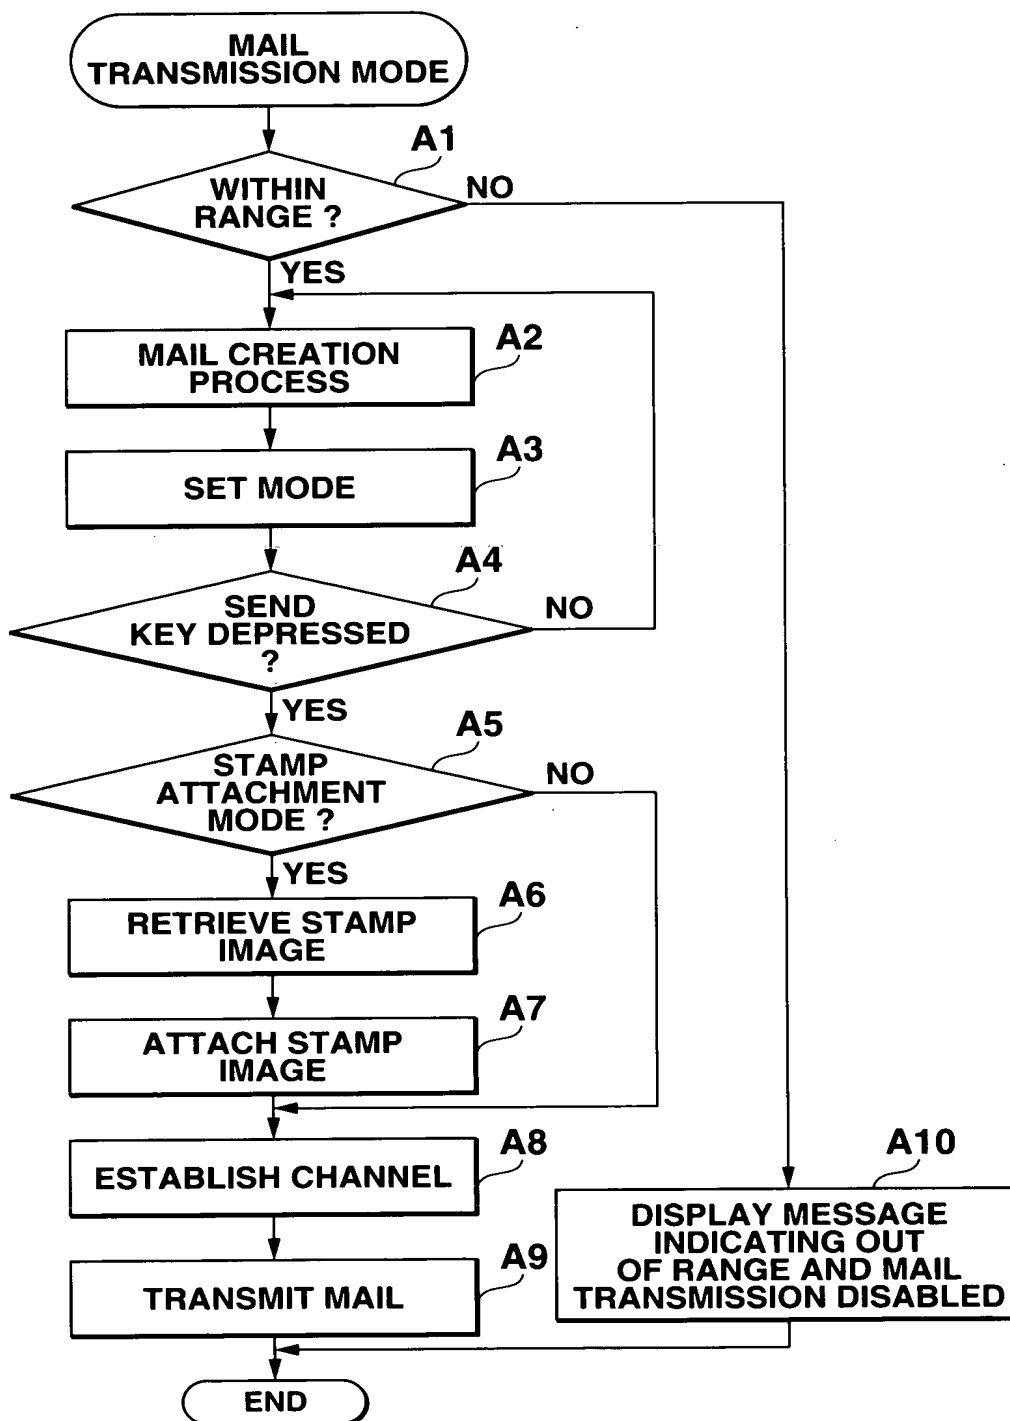 MAIL
TRANSMISSION MODE
A1
WITHIN
RANGE ?
NO
YES
A2
MAIL CREATION
PROCESS
A3
SET MODE
A4
SEND
KEY DEPRESSED
?
NO
YES
A5
STAMP
ATTACHMENT
MODE ?
NO
YES
A6
RETRIEVE STAMP
IMAGE
A7
ATTACH STAMP
IMAGE
A8
ESTABLISH CHANNEL
A10
DISPLAY MESSAGE
INDICATING OUT
OF RANGE AND MAIL
TRANSMISSION DISABLED
A9
TRANSMIT MAIL
END